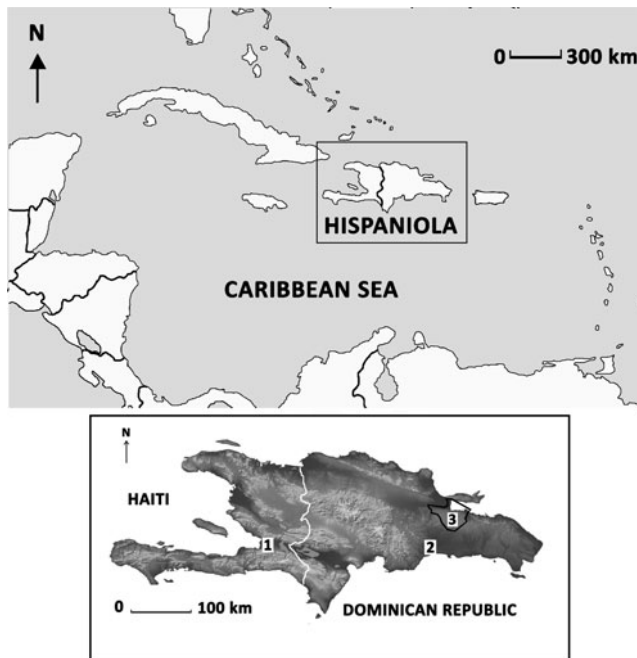 N
0 300 km
HISPANIOLA
CARIBBEAN SEA
N
HAITI
3
1
2
0 100 km
DOMINICAN REPUBLIC